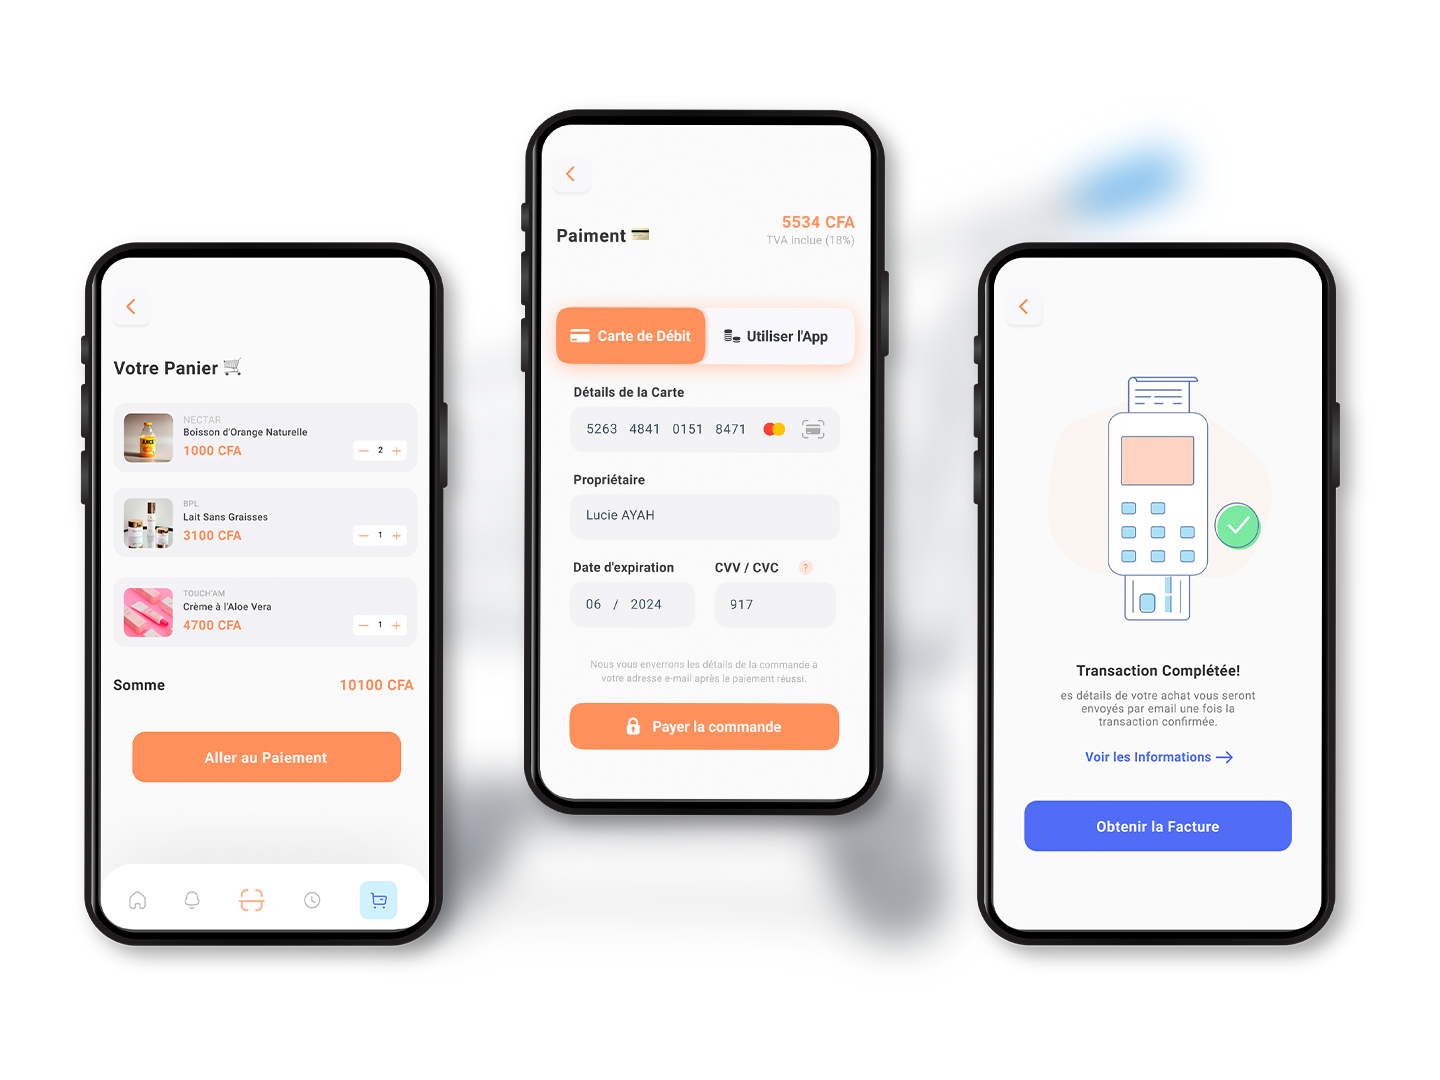 Votre Panier
NECTAR
Boisson d'Orange Naturelle
1000 CFA
2
BPL
Lait Sans Graisses
3100 CFA
1
TOUCH'AM
Crème à l'Aloe Vera
4700 CFA
1
Somme
10100 CFA
Aller au Paiement
Paiment
5534 CFA
TVA inclue (18%)
Carte de Débit
Utiliser l'App
Détails de la Carte
5263 4841 0151 8471
Propriétaire
Lucie AYAH
Date d'expiration
CVV / CVC
?
06 / 2024
917
Nous vous enverrons les détails de la commande à
votre adresse e-mail après le paiement réussi.
Payer la commande
Transaction Complétée!
es détails de votre achat vous seront
envoyés par email une fois la
transaction confirmée.
Voir les Informations
Obtenir la Facture